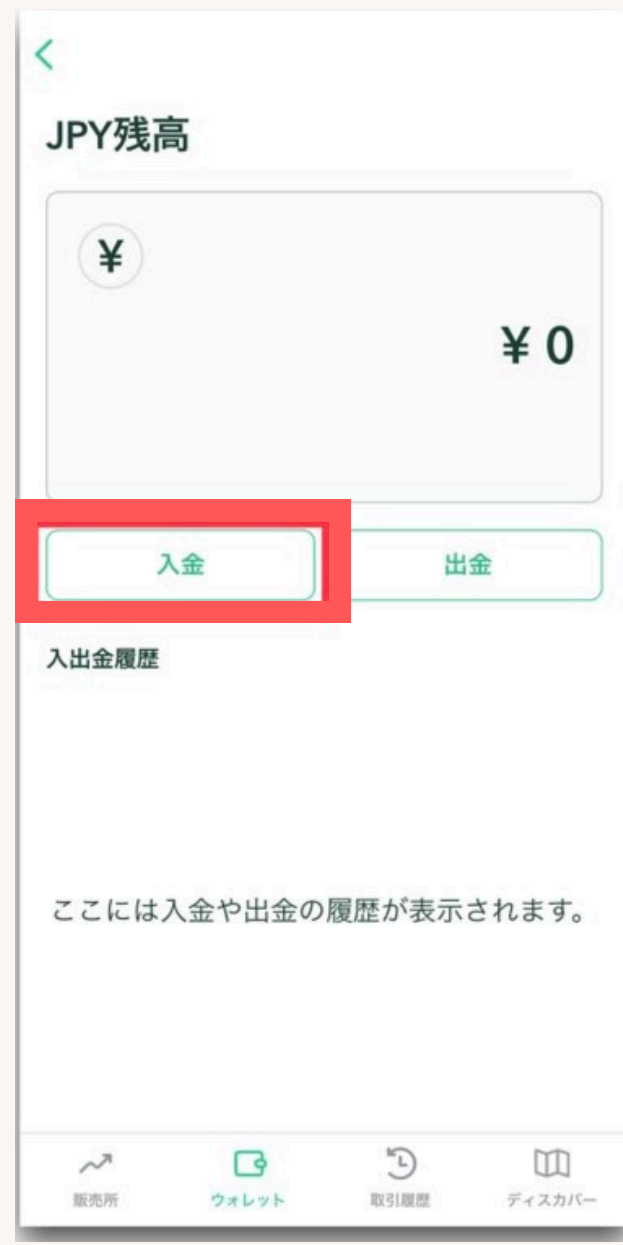 JPY残高
¥
¥ 0
入金
出金
入出金履歴
ここには入金や出金の履歴が表示されます。
販売所
ウォレット
取引履歴
ディスカバー